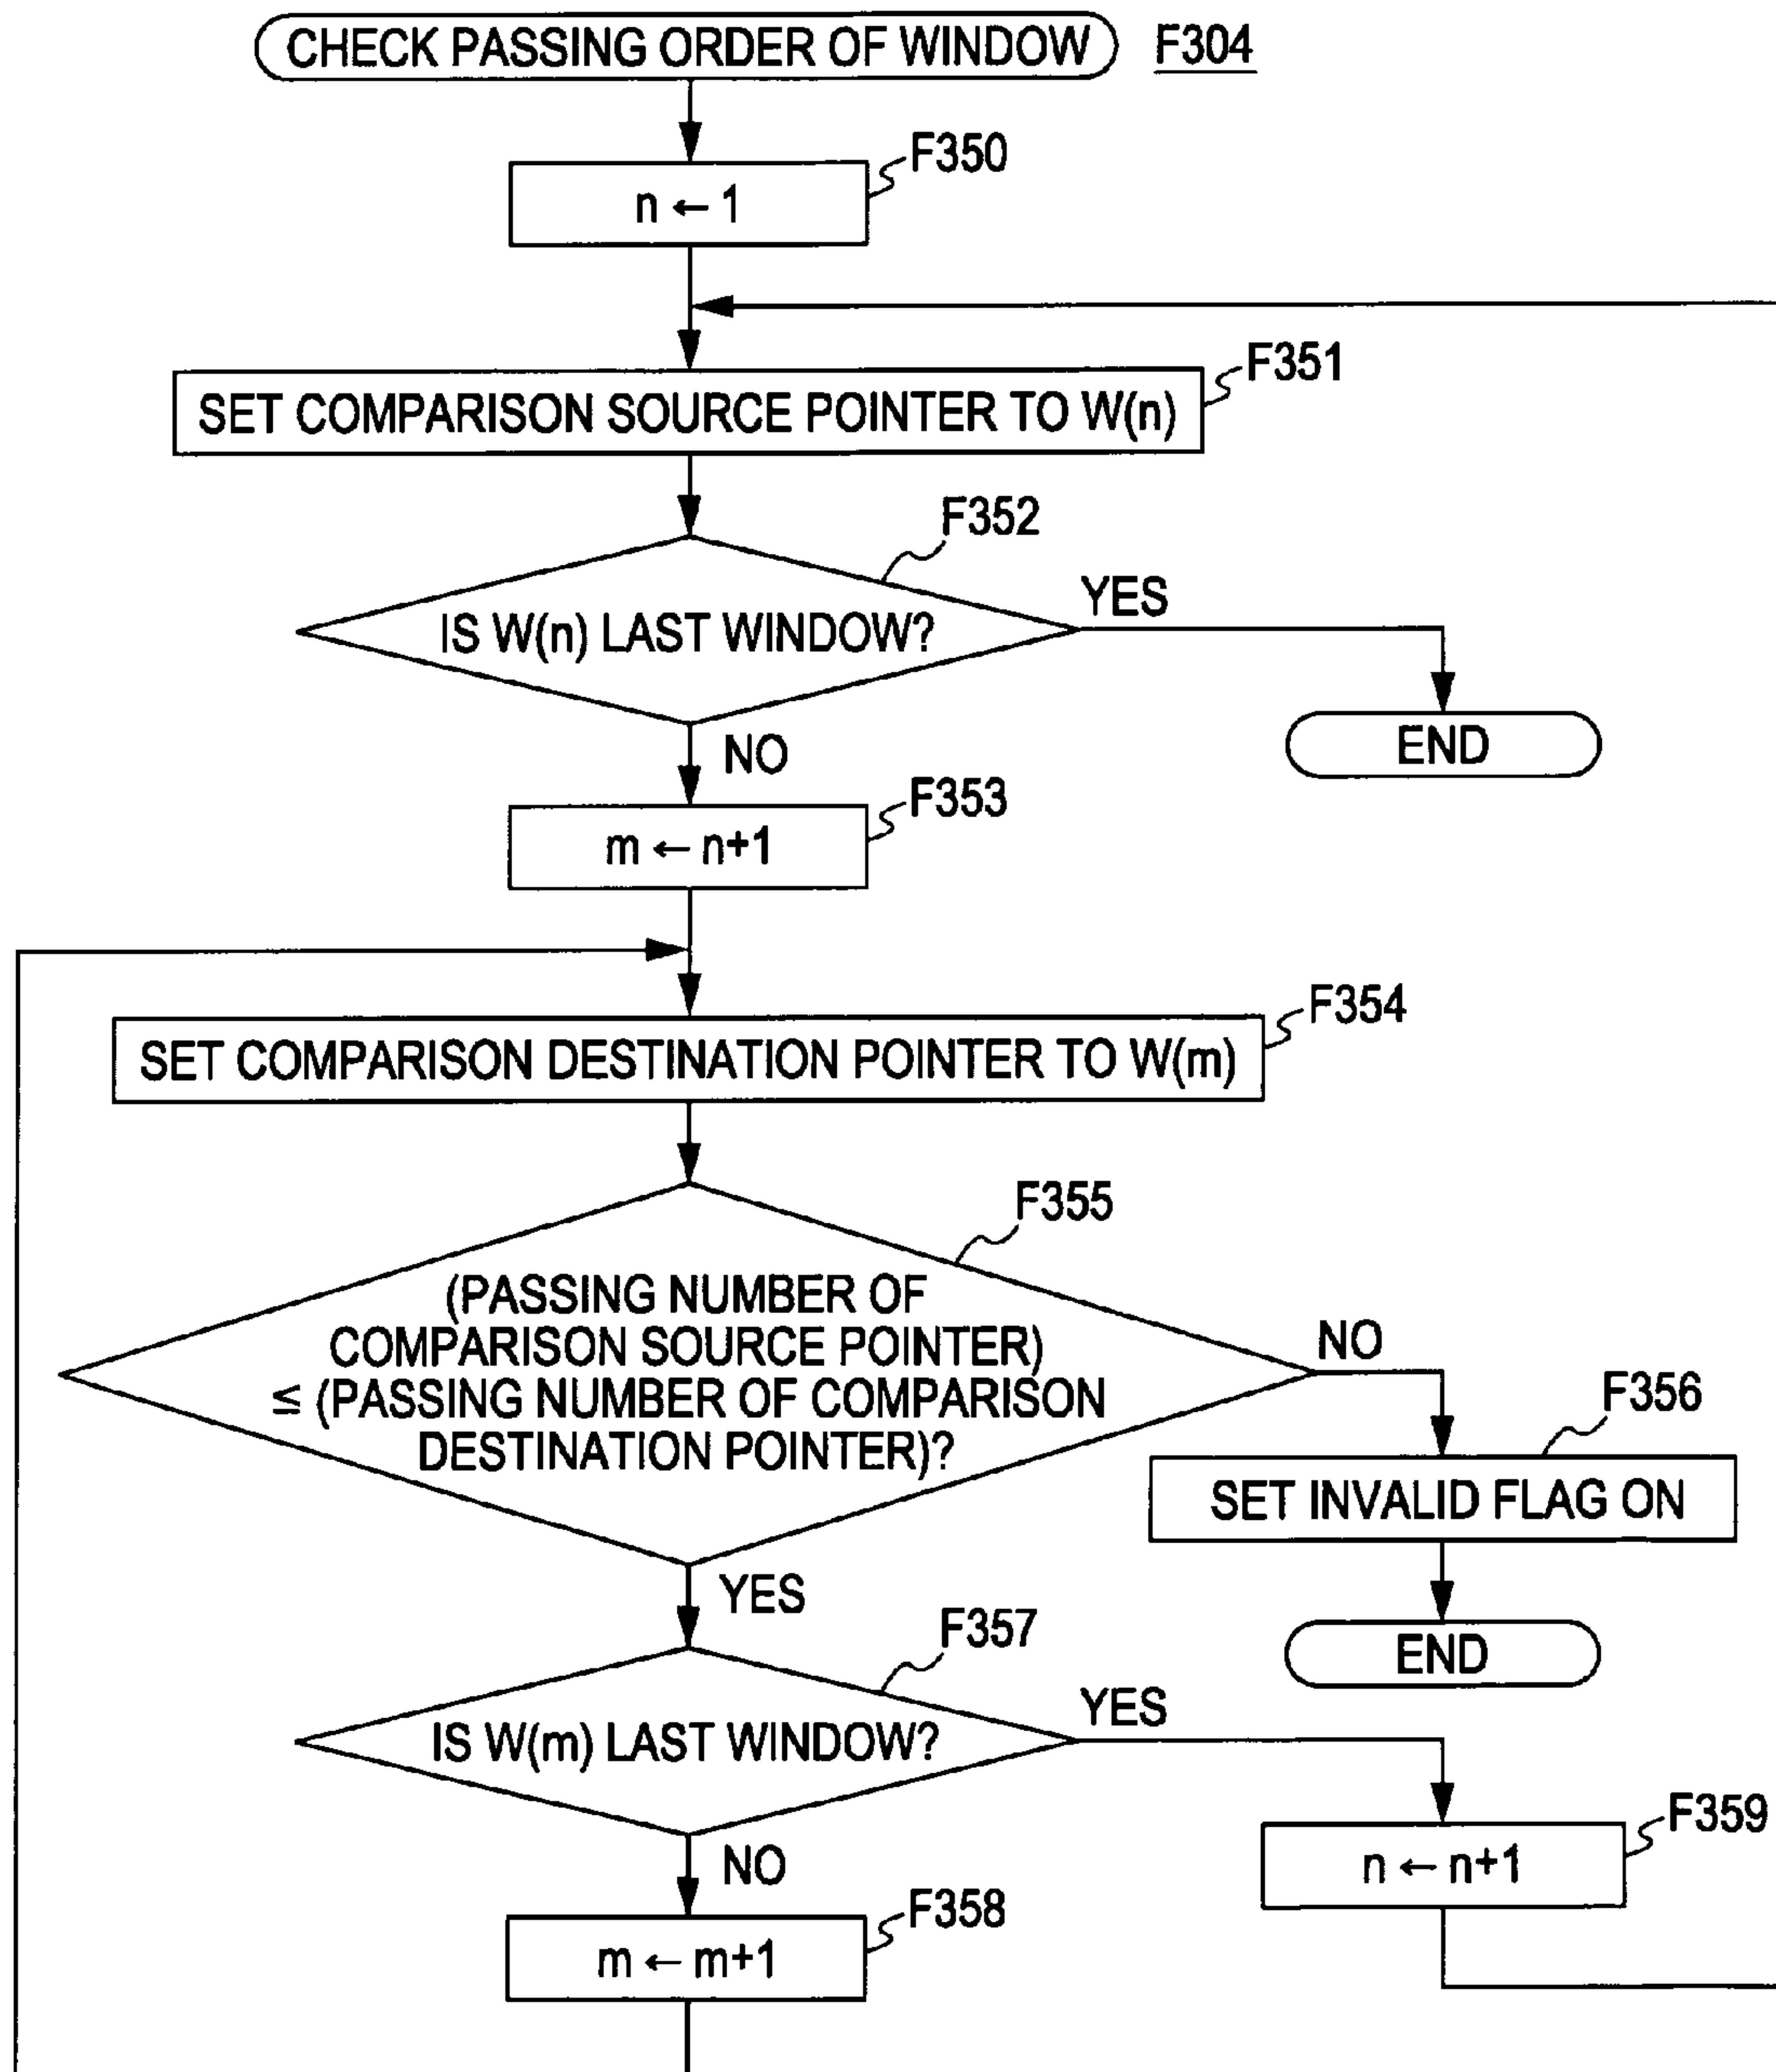 CHECK PASSING ORDER OF WINDOW
F304
F350
n ← 1
F351
SET COMPARISON SOURCE POINTER TO W(n)
F352
IS W(n) LAST WINDOW?
YES
END
NO
F353
m ← n+1
F354
SET COMPARISON DESTINATION POINTER TO W(m)
F355
(PASSING NUMBER OF
COMPARISON SOURCE POINTER)
≤ (PASSING NUMBER OF COMPARISON
DESTINATION POINTER)?
NO
F356
SET INVALID FLAG ON
END
YES
F357
IS W(m) LAST WINDOW?
YES
F359
n ← n+1
NO
F358
m ← m+1